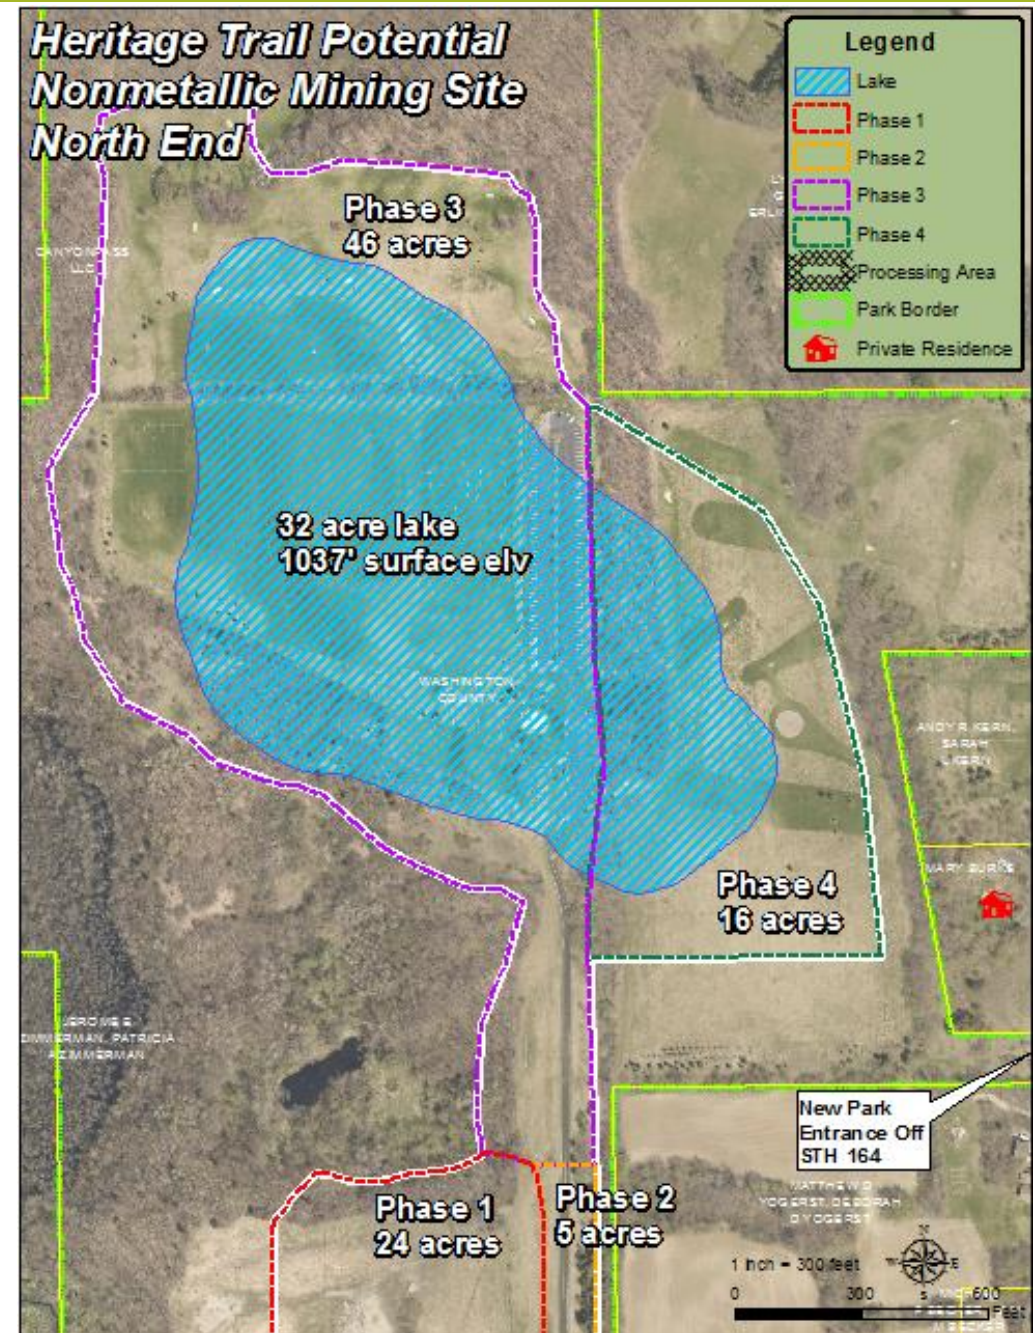 Heritage Trail Potential
Nonmetallic Mining Site
North End
Legend
Lake
Phase 1
Phase 2
Phase 3
Phase 4
Processing Area
Park Border
Private Residence
Phase 3
46 acres
LLC
32 acre lake
1037' surface elv
WASHINGTON
COUNTY
ANDY R KERN,
SARAH
L KERN
MARY BURKE
Phase 4
16 acres
JEROME E
ZIMMERMAN, PATRICIA
A ZIMMERMAN
New Park
Entrance Off
STH 164
MATTHEW D
YOGERST, DEBORAH
D YOGERST
Phase 1
24 acres
Phase 2
5 acres
1 inch = 300 feet
N
W
E
S
0 300 600
Feet